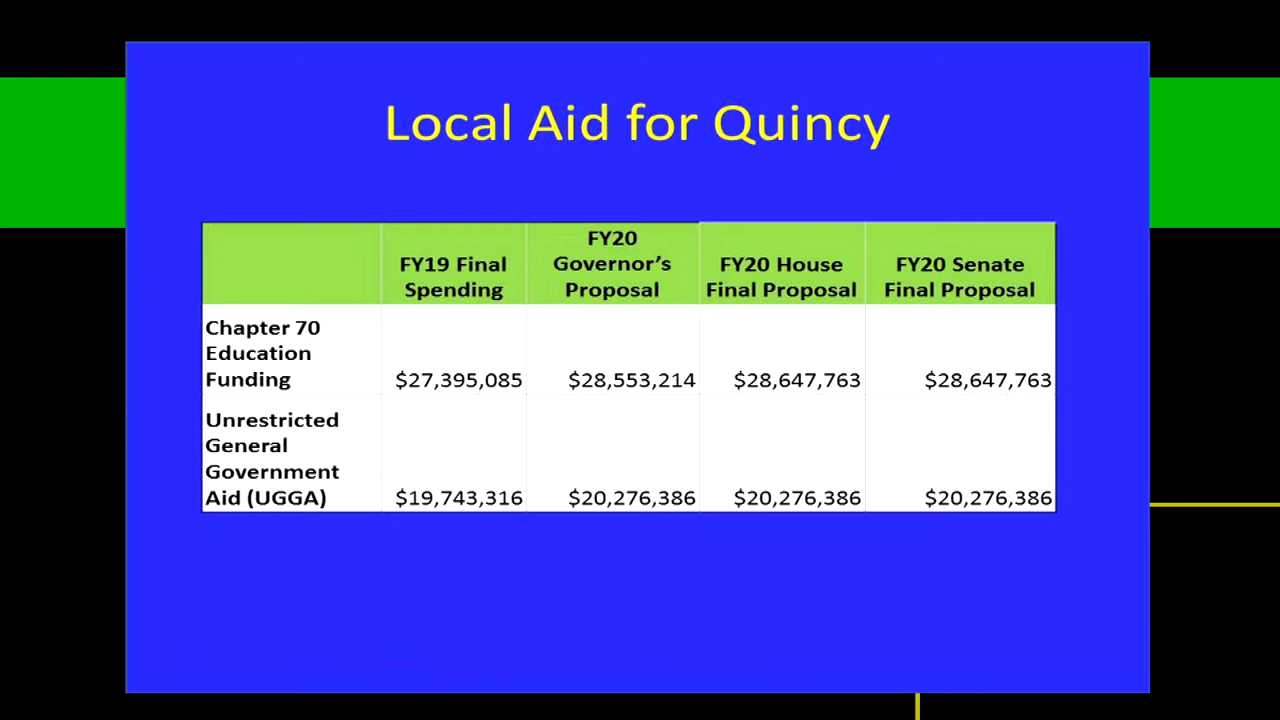 Local Aid for Quincy
FY19 Final
Spending
FY20
Governor's
Proposal
FY20 House
Final Proposal
FY20 Senate
Final Proposal
Chapter 70
Education
Funding
$27,395,085
$28,553,214
$28,647,763
$28,647,763
Unrestricted
General
Government
Aid (UGGA)
$19,743,316
$20,276,386
$20,276,386
$20,276,386